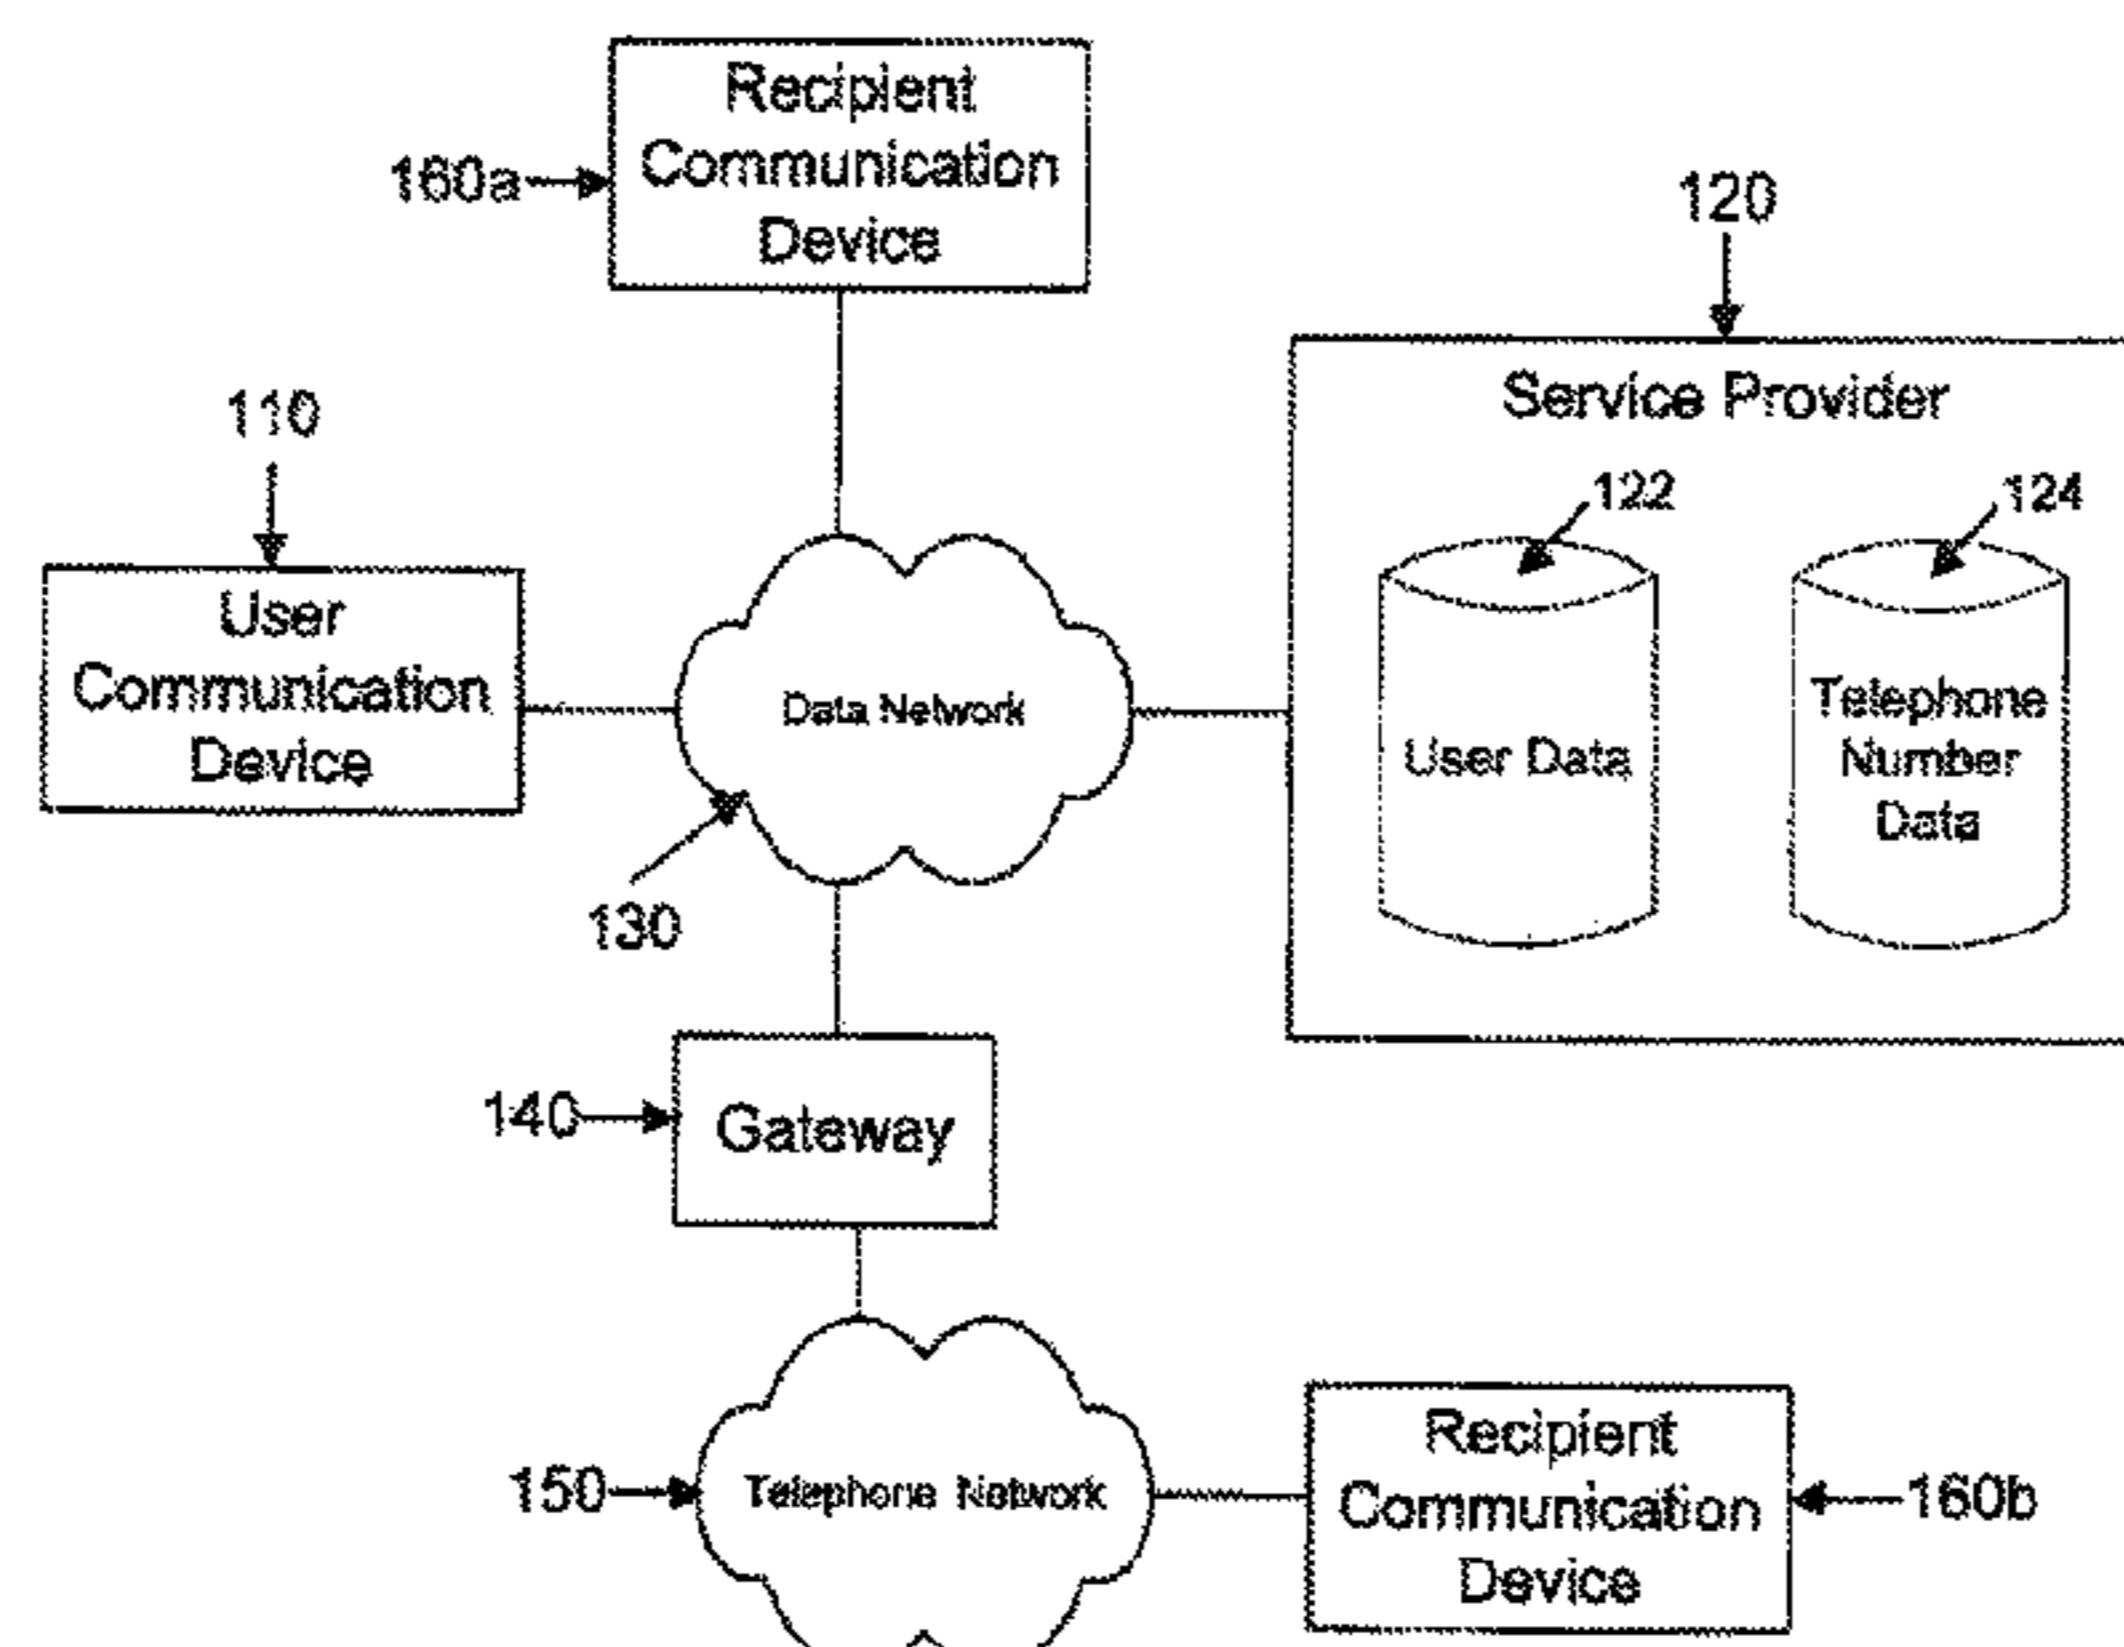 Recipient
Communication
Device
160a
120
Service Provider
110
122
124
User
Communication
Device
Data Network
User Data
Telephone
Number
Data
130
140
Gateway
150
Telephone Network
Recipient
Communication
Device
160b